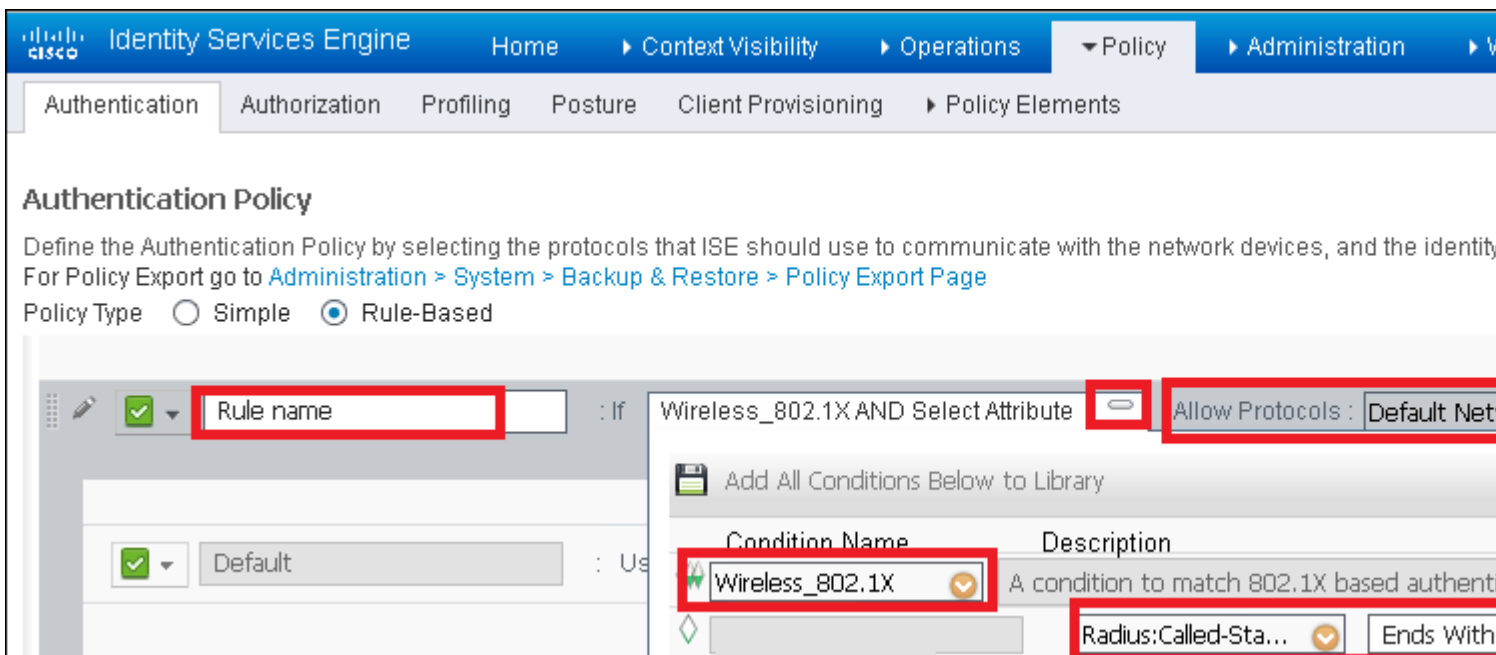 cisco Identity Services Engine Home Context Visibility Operations Policy Administration
Authentication Authorization Profiling Posture Client Provisioning Policy Elements
Authentication Policy
Define the Authentication Policy by selecting the protocols that ISE should use to communicate with the network devices, and the identity
For Policy Export go to Administration > System > Backup & Restore > Policy Export Page
Policy Type Simple Rule-Based
Rule name : If Wireless_802.1X AND Select Attribute Allow Protocols : Default Net
Add All Conditions Below to Library
Condition Name Description
Default : Us
Wireless_802.1X A condition to match 802.1X based authenti
Radius:Called-Sta... Ends With